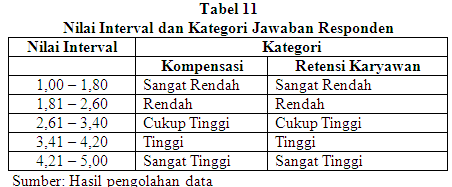 Tabel 11
Nilai Interval dan Kategori Jawaban Responden
Nilai Interval Kategori
Kompensasi Retensi Karyawan
1,00 – 1,80 Sangat Rendah Sangat Rendah
1,81 – 2,60 Rendah Rendah
2,61 – 3,40 Cukup Tinggi Cukup Tinggi
3,41 – 4,20 Tinggi Tinggi
4,21 – 5,00 Sangat Tinggi Sangat Tinggi
Sumber: Hasil pengolahan data